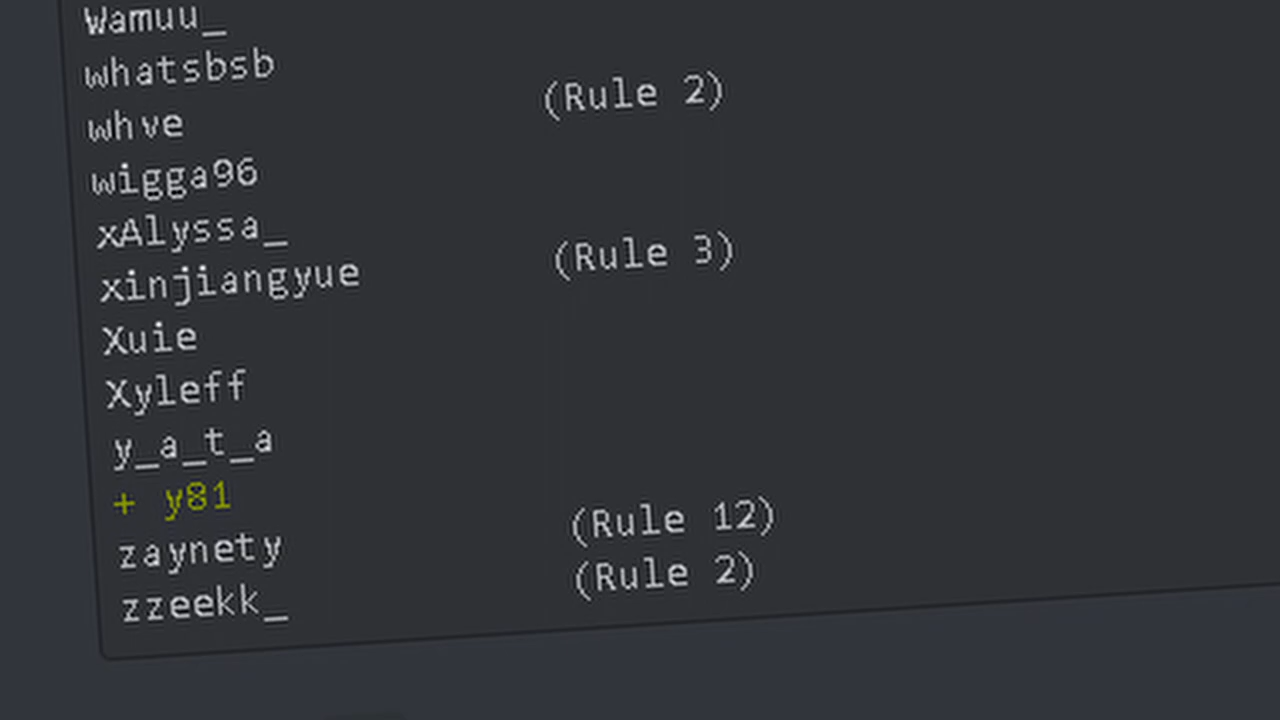 Wamuu_
whatsbsb
whve (Rule 2)
wigga96
xAlyssa_
xinjiangyue (Rule 3)
Xuie
Xyleff
y_a_t_a
+ y81
zaynety (Rule 12)
zzeekk_ (Rule 2)